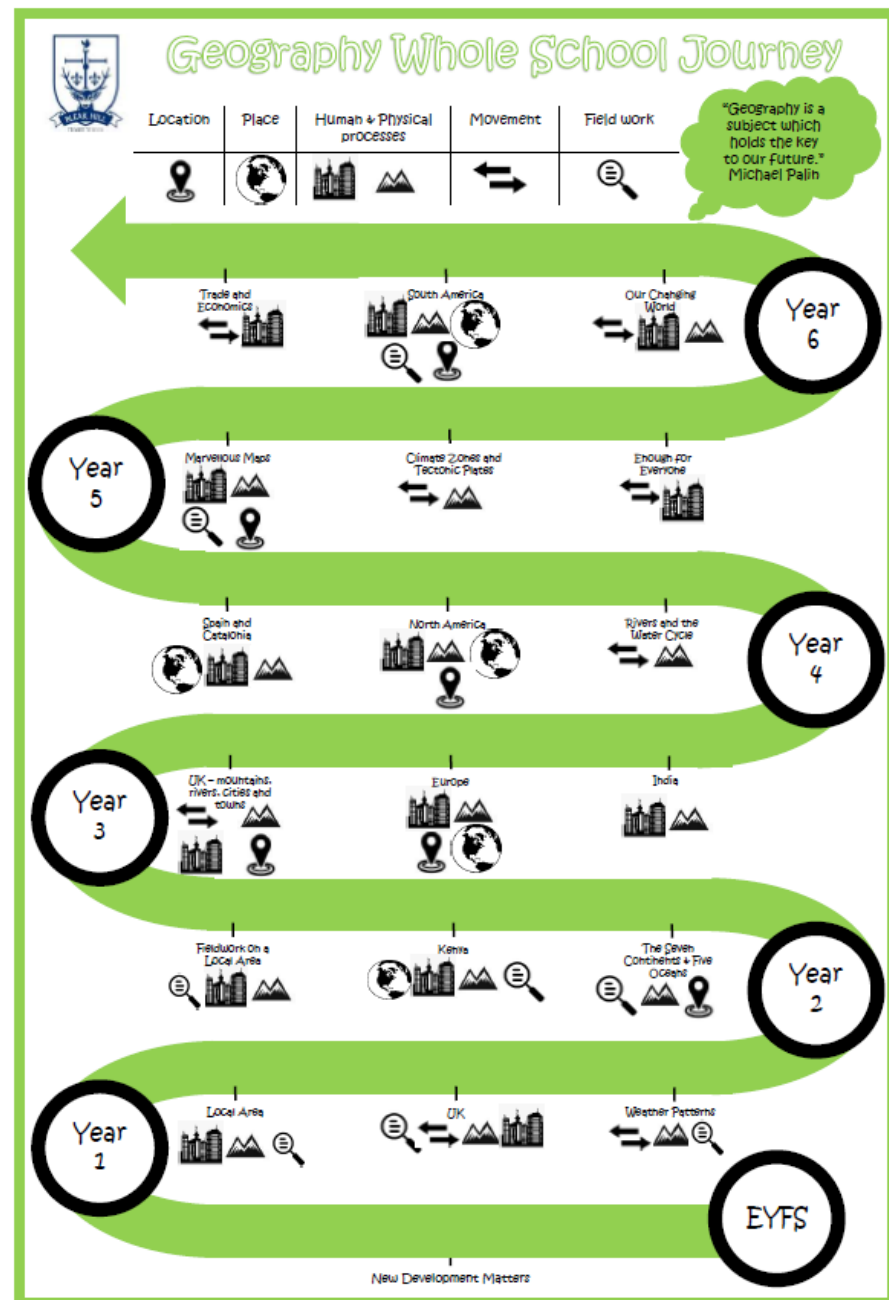 Geography Whole School Journey
BLEAK HILL
Location
Place
Human & Physical
processes
Movement
Field work
"Geography is a
subject which
holds the key
to our future."
Michael Palin
Trade and
Economics
South America
Our Changing
World
Year
6
Year
5
Marvellous Maps
Climate Zones and
Tectonic Plates
Enough for
Everyone
Spain and
Catalonia
North America
Rivers and the
Water Cycle
Year
4
Year
3
UK – mountains,
rivers, cities and
towns
Europe
India
Fieldwork on a
Local Area
Kenya
The Seven
Continents & Five
Oceans
Year
2
Year
1
Local Area
UK
Weather Patterns
EYFS
New Development Matters